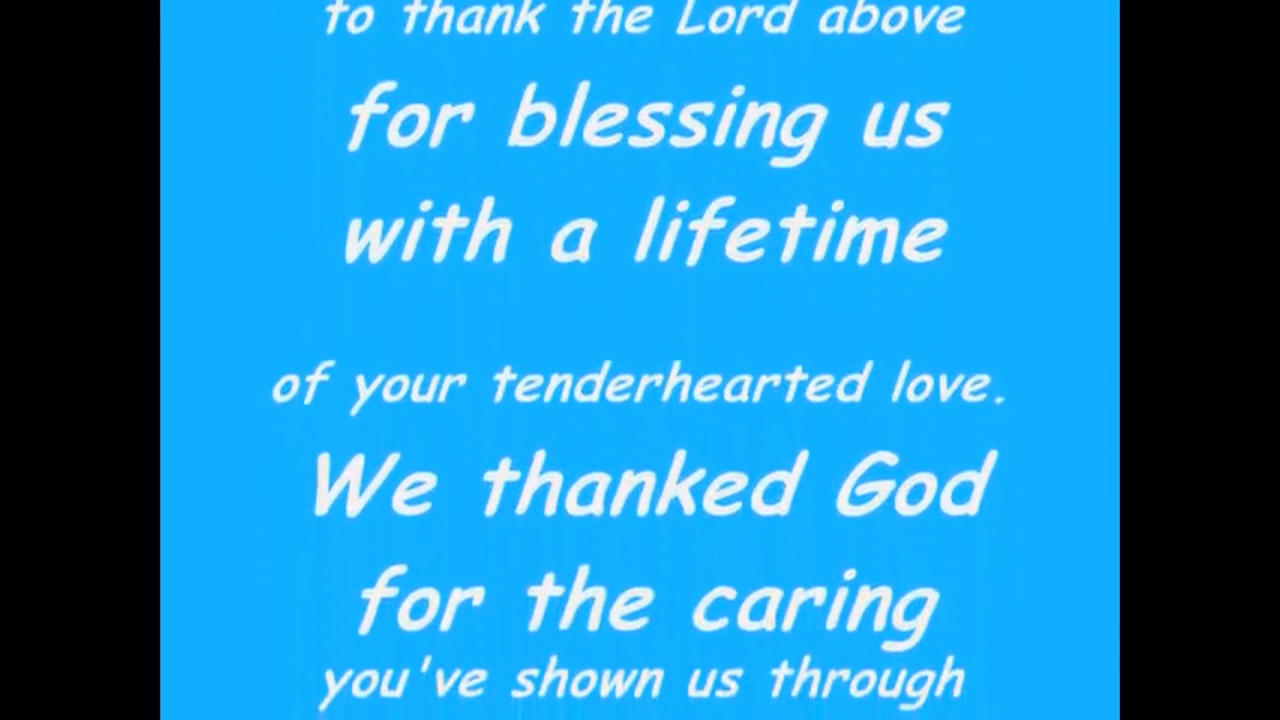 to thank the Lord above
for blessing us
with a lifetime
of your tenderhearted love.
We thanked God
for the caring
you've shown us through